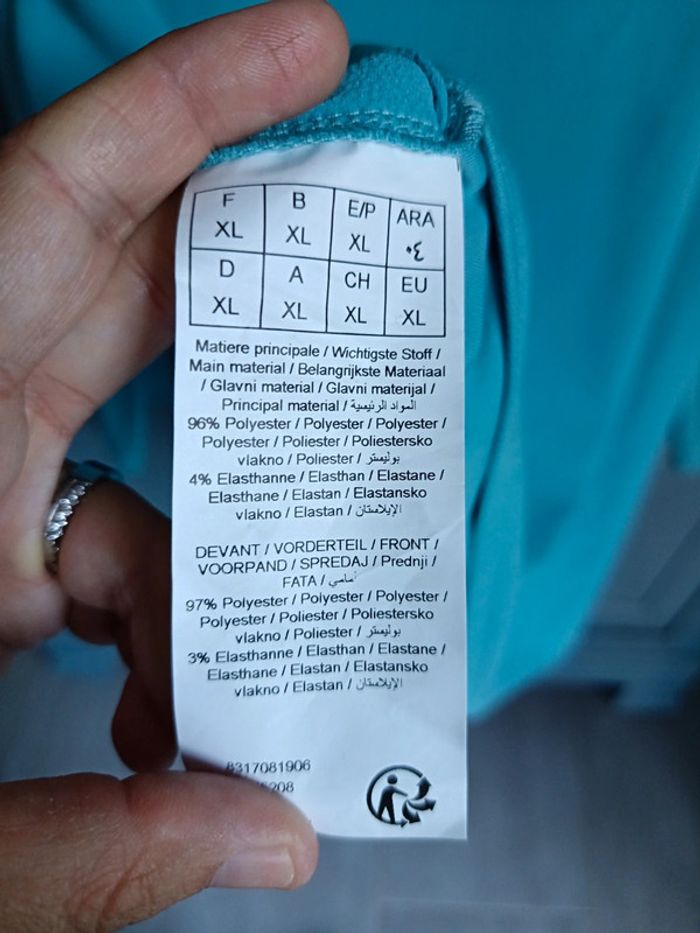 F B E/P ARA
XL XL XL ٠٤
D A CH EU
XL XL XL XL
Matiere principale / Wichtigste Stoff /
Main material / Belangrijkste Materiaal
/ Glavni material / Glavni materijal /
Principal material / المواد الرئيسية
96% Polyester / Polyester / Polyester /
Polyester / Poliester / Poliestersko
vlakno / Poliester / بوليستر
4% Elasthanne / Elasthan / Elastane /
Elasthane / Elastan / Elastansko
vlakno / Elastan / الإيلاستان
DEVANT / VORDERTEIL / FRONT /
VOORPAND / SPREDAJ / Prednji /
FATA / أمامي
97% Polyester / Polyester / Polyester /
Polyester / Poliester / Poliestersko
vlakno / Poliester / بوليستر
3% Elasthanne / Elasthan / Elastane /
Elasthane / Elastan / Elastansko
vlakno / Elastan / الإيلاستان
8317081906
208